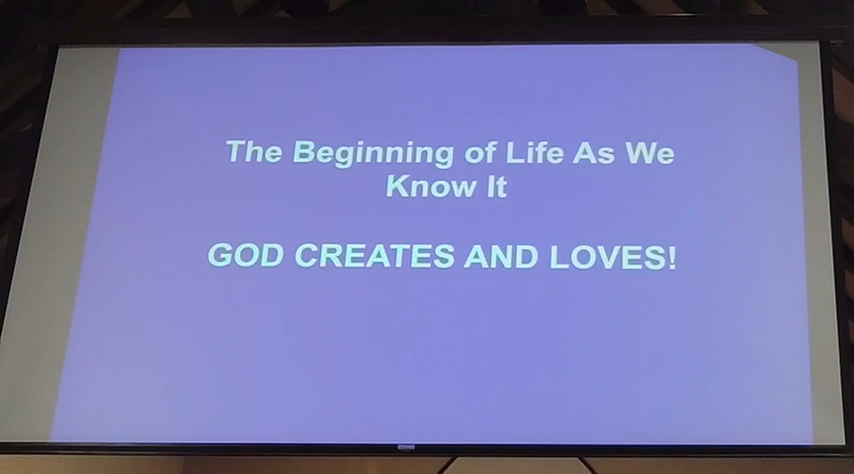 The Beginning of Life As We
Know It
GOD CREATES AND LOVES!